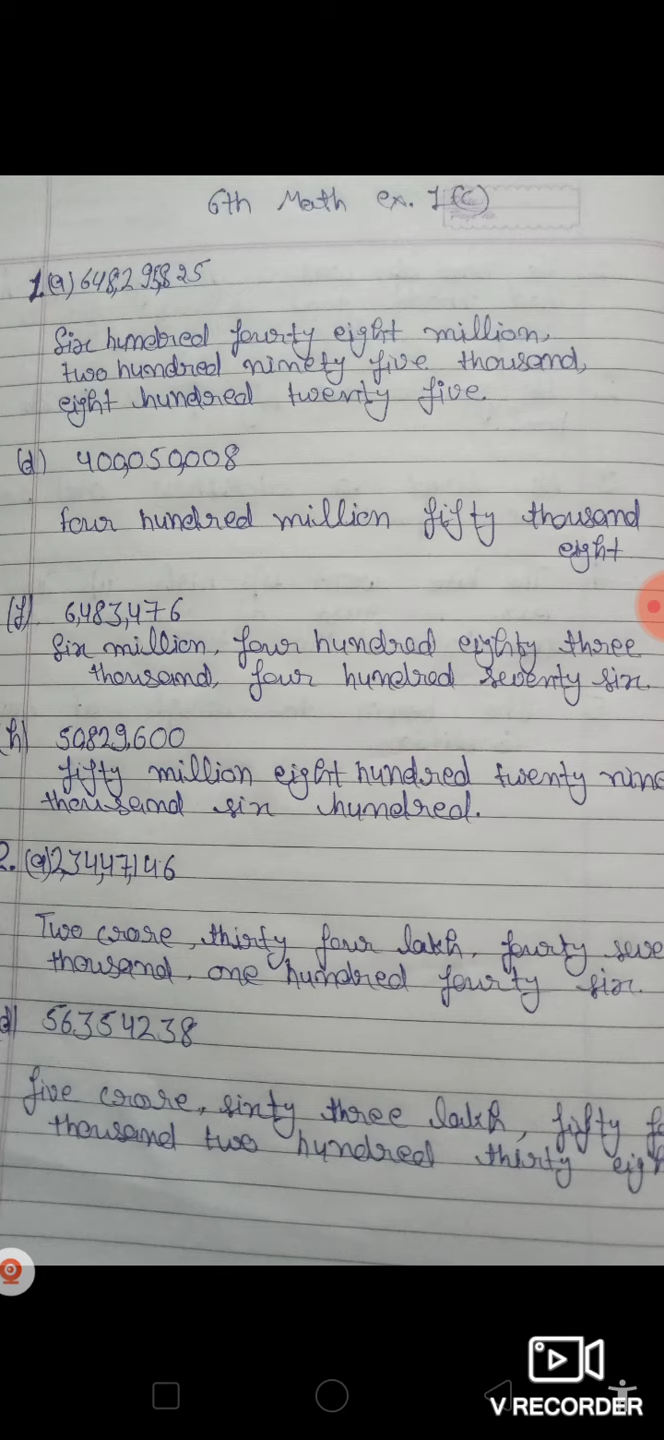 6th Math ex. 1(C)
1.(a) 648,295,825
Six hundred fourty eight million,
two hundred ninety five thousand,
eight hundred twenty five.
(d) 400,050,008
four hundred million fifty thousand
eight
(f) 6,483,476
Six million, four hundred eighty three
thousand, four hundred seventy six.
(h) 50829,600
fifty million eight hundred twenty nine
thousand six hundred.
2. (a) 2,34,47,146
Two crore, thirty four lakh, fourty seve
thousand, one hundred fourty six.
d) 56354238
five crore, sixty three lakh, fifty fo
thousand two hundred thirty eigh
V RECORDER